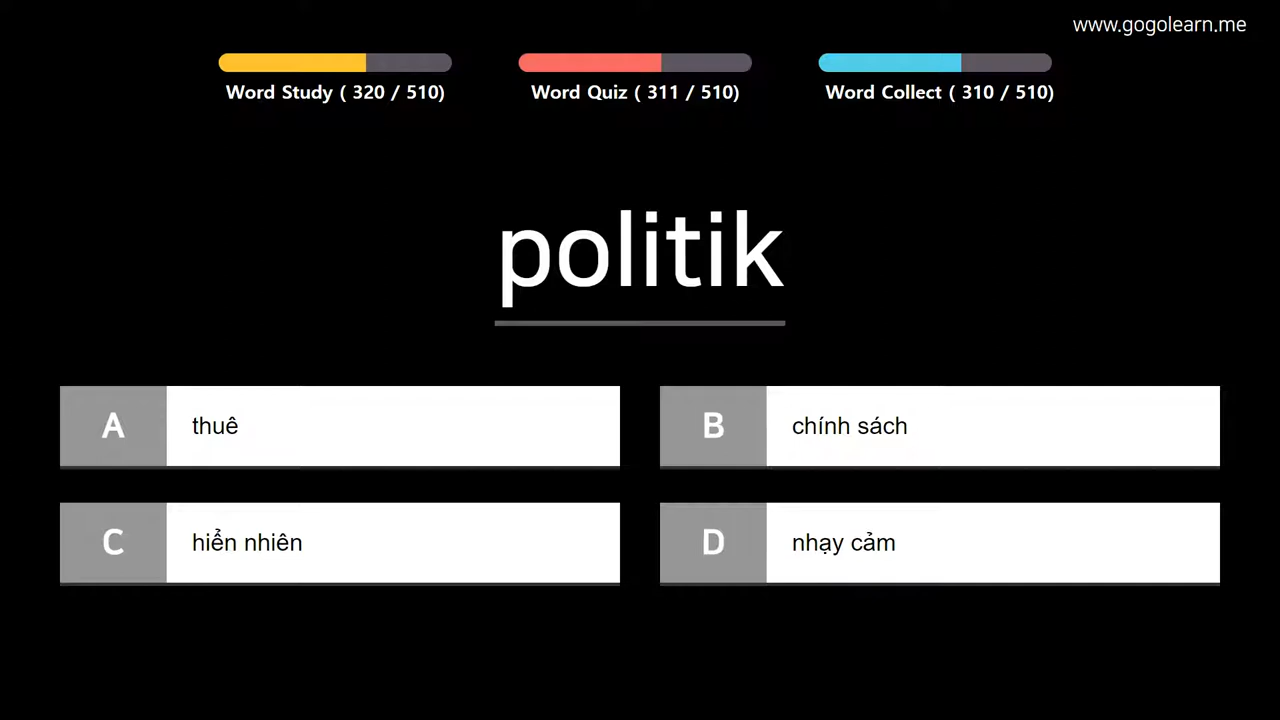 www.gogolearn.me
Word Study ( 320 / 510)
Word Quiz ( 311 / 510)
Word Collect ( 310 / 510)
politik
A thuê
B chính sách
C hiển nhiên
D nhạy cảm